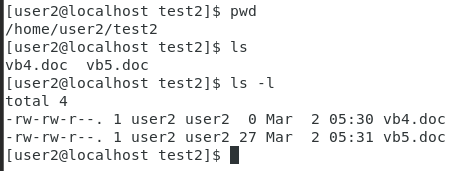 [user2@localhost test2]$ pwd
/home/user2/test2
[user2@localhost test2]$ ls
vb4.doc  vb5.doc
[user2@localhost test2]$ ls -l
total 4
-rw-rw-r--. 1 user2 user2  0 Mar  2 05:30 vb4.doc
-rw-rw-r--. 1 user2 user2 27 Mar  2 05:31 vb5.doc
[user2@localhost test2]$